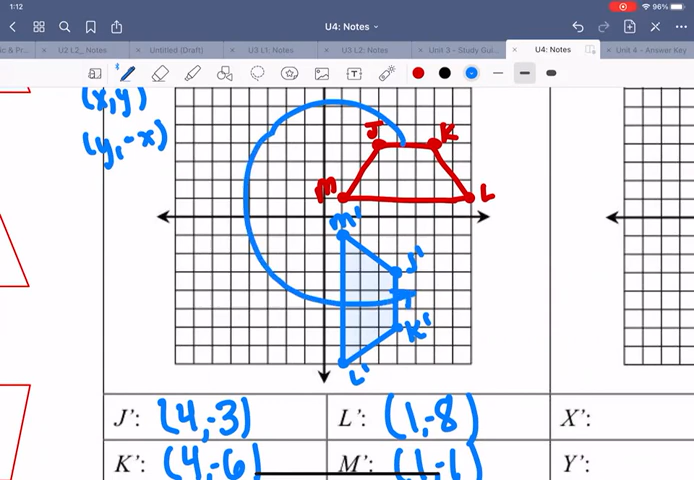 1:12
96%
U4: Notes
U2 L2_ Notes
Untitled (Draft)
U3 L1: Notes
U3 L2: Notes
Unit 3 - Study Gui...
U4: Notes
Unit 4 - Answer Key
(x,y)
(y,-x)
J K
M L
M'
J'
K'
L'
J': (4,-3) L': (1,-8) X':
K': (4,-6) M': (1,-1) Y':